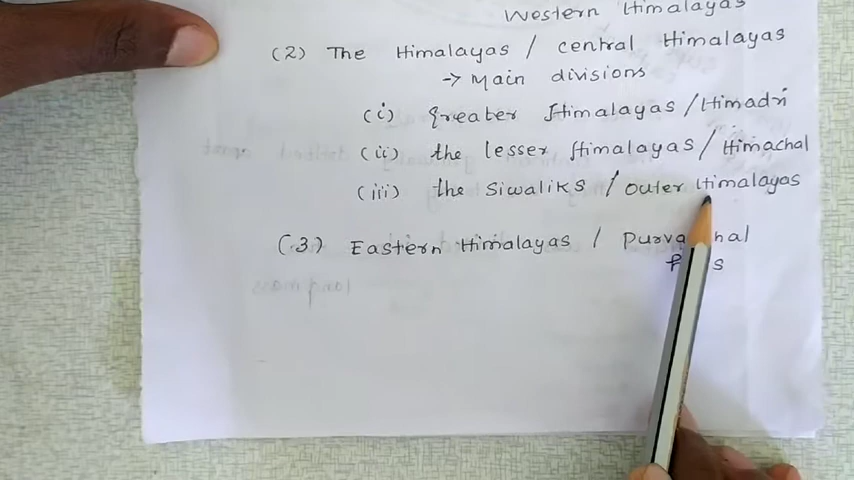 Western Himalayas
(2) The Himalayas / central Himalayas
-> Main divisions
(i) Greater Himalayas / Himadri
(ii) the lesser Himalayas / Himachal
(iii) the Siwaliks / outer Himalayas
(3) Eastern Himalayas /